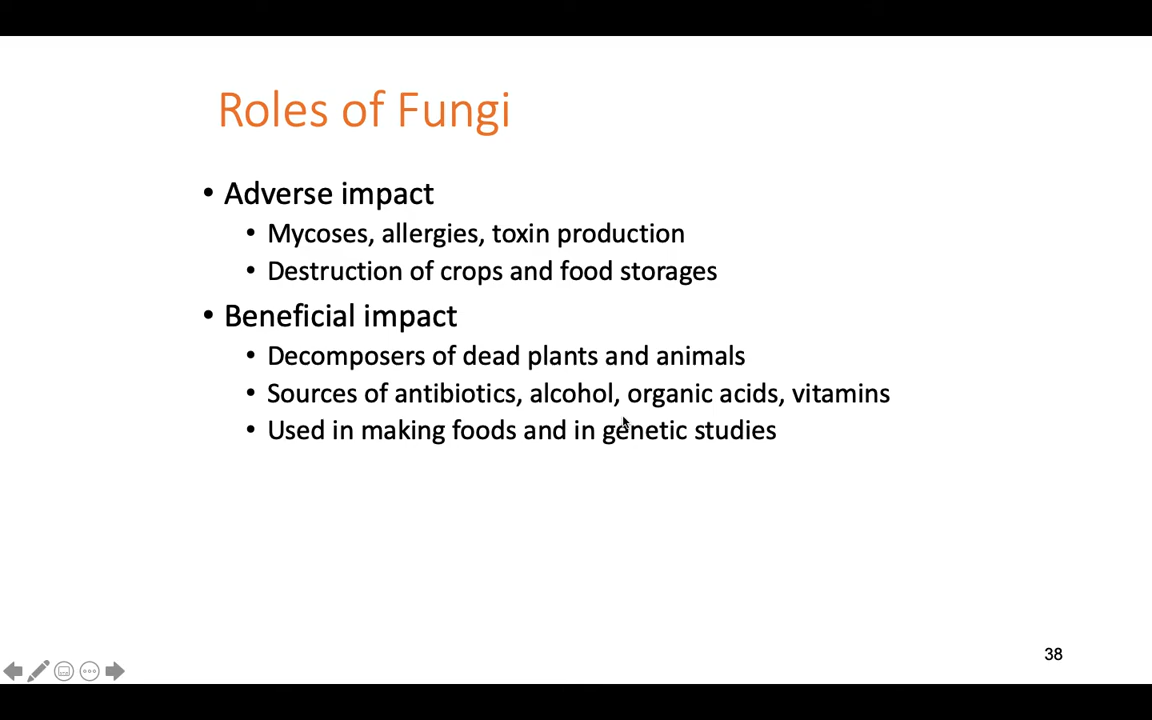 Roles of Fungi
• Adverse impact
• Mycoses, allergies, toxin production
• Destruction of crops and food storages
• Beneficial impact
• Decomposers of dead plants and animals
• Sources of antibiotics, alcohol, organic acids, vitamins
• Used in making foods and in genetic studies
38